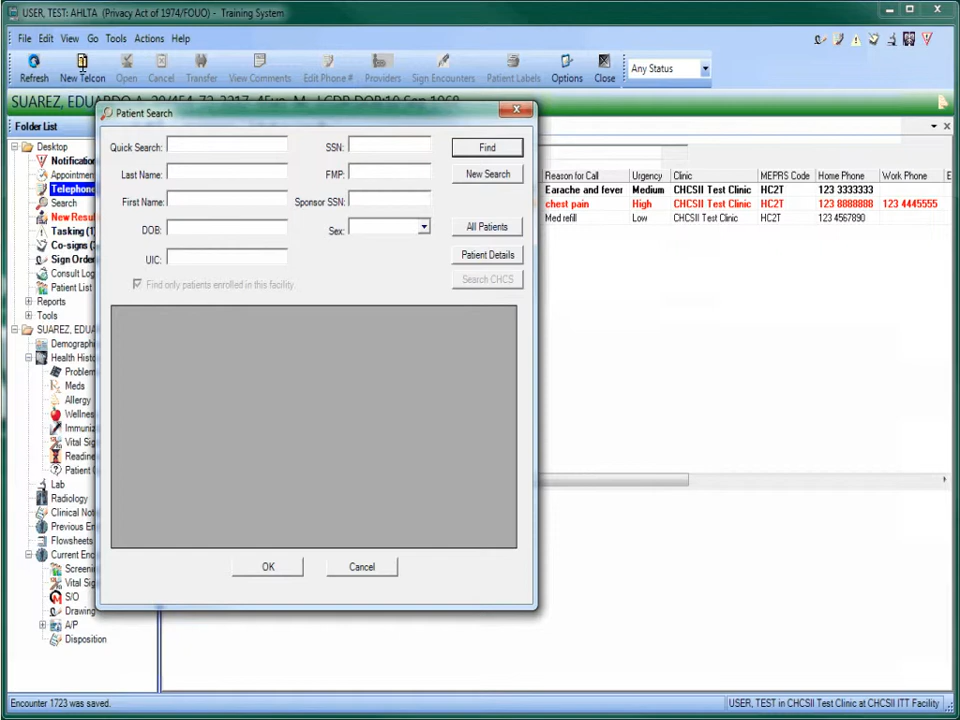 USER, TEST: AHLTA (Privacy Act of 1974/FOUO) - Training System
File Edit View Go Tools Actions Help
Refresh New Telcon Open Cancel Transfer View Comments Edit Phone # Providers Sign Encounters Patient Labels Options Close Any Status
SUAREZ, EDUARDO A
Folder List
Patient Search
Quick Search: SSN: Find
Last Name: FMP: New Search
First Name: Sponsor SSN:
DOB: Sex: All Patients
UIC: Patient Details
Find only patients enrolled in this facility. Search CHCS
OK Cancel
Desktop
Notification
Appointmen
Telephone
Search
New Resul
Tasking (1)
Co-signs (
Sign Order
Consult Log
Patient List
Reports
Tools
SUAREZ, EDUA
Demographi
Health Histo
Problem
Meds
Allergy
Wellnes
Immuniz
Vital Sig
Readine
Patient Q
Lab
Radiology
Clinical Not
Previous En
Flowsheets
Current Enc
Screenin
Vital Sig
S/O
Drawing
A/P
Disposition
Reason for Call Urgency Clinic MEPRS Code Home Phone Work Phone E
Earache and fever Medium CHCSII Test Clinic HC2T 123 3333333
chest pain High CHCSII Test Clinic HC2T 123 8888888 123 4445555
Med refill Low CHCSII Test Clinic HC2T 123 4567890
Encounter 1723 was saved. USER, TEST in CHCSII Test Clinic at CHCSII ITT Facility